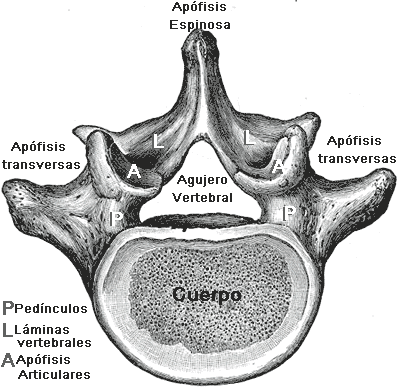 Apófisis
Espinosa
L
L
Apófisis
transversas
Apófisis
transversas
A
A
Agujero
Vertebral
P
P
Cuerpo
P Pedínculos
L Láminas
vertebrales
A Apófisis
Articulares